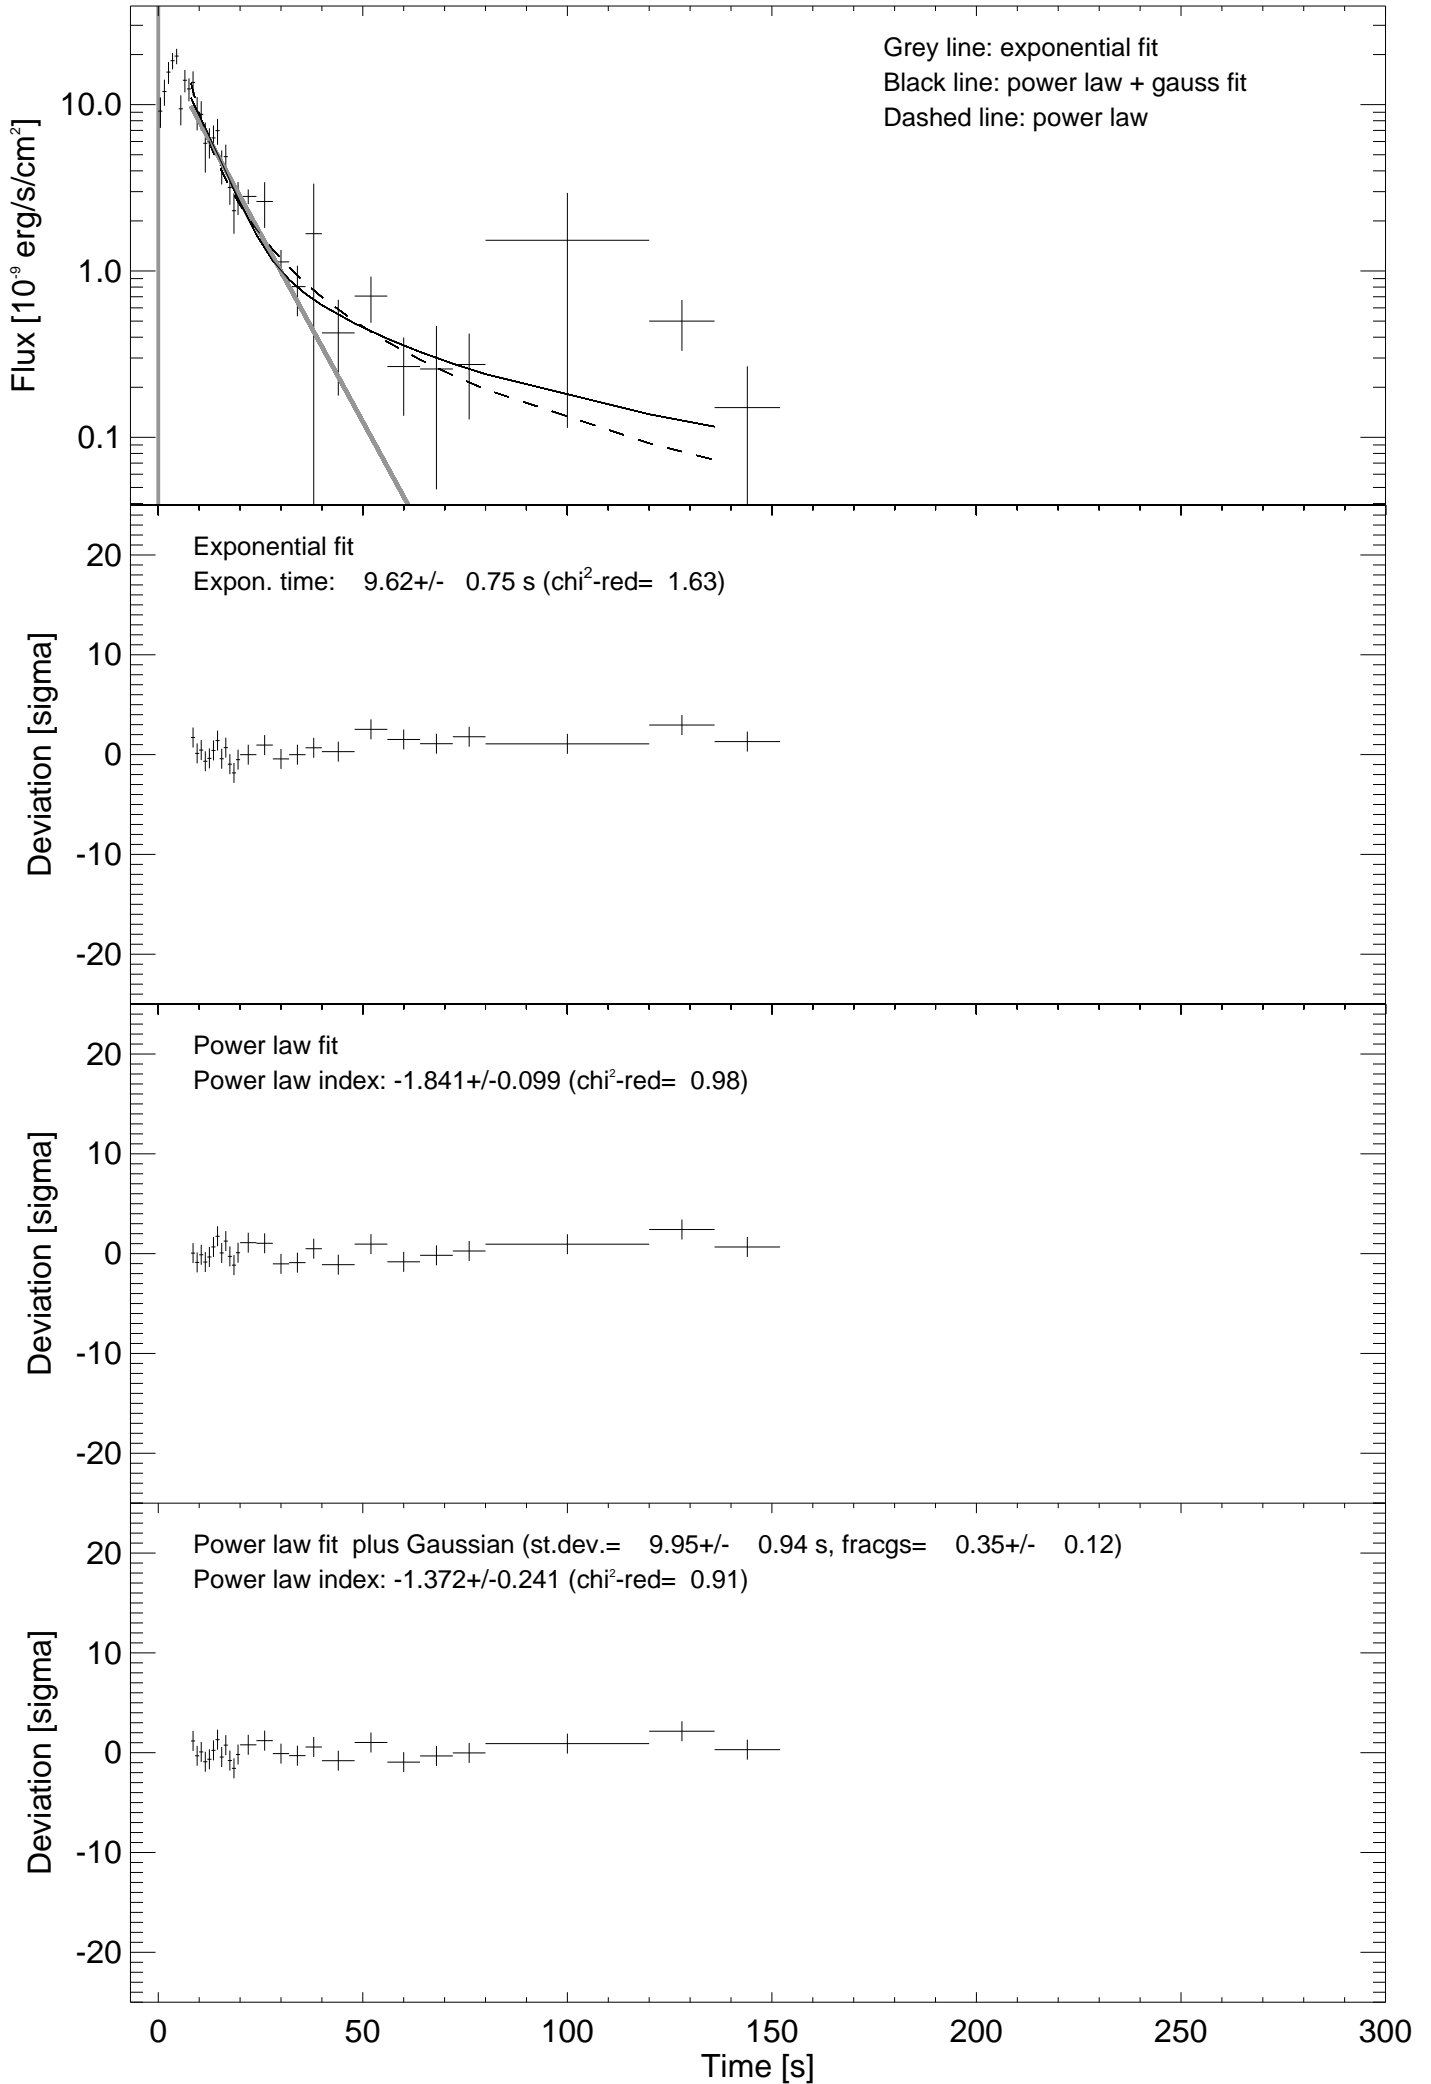 Grey line: exponential fit
Black line: power law + gauss fit
Dashed line: power law
10.0
1.0
0.1
Flux [10⁻⁹ erg/s/cm²]
Exponential fit
Expon. time: 9.62+/- 0.75 s (chi²-red= 1.63)
20
10
0
-10
-20
Deviation [sigma]
Power law fit
Power law index: -1.841+/-0.099 (chi²-red= 0.98)
20
10
0
-10
-20
Deviation [sigma]
Power law fit plus Gaussian (st.dev.= 9.95+/- 0.94 s, fracgs= 0.35+/- 0.12)
Power law index: -1.372+/-0.241 (chi²-red= 0.91)
20
10
0
-10
-20
Deviation [sigma]
0 50 100 150 200 250 300
Time [s]